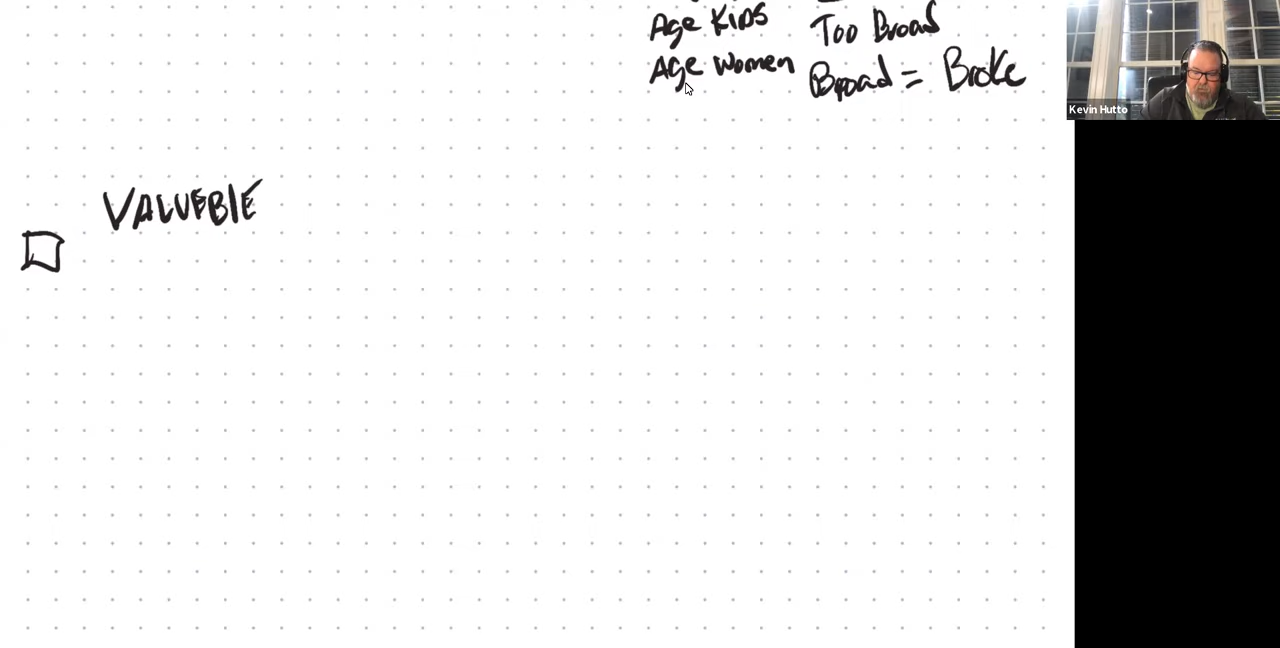 Age Kids Too Broad
Age Women Broad = Broke
Kevin Hutto
VALUEBLE